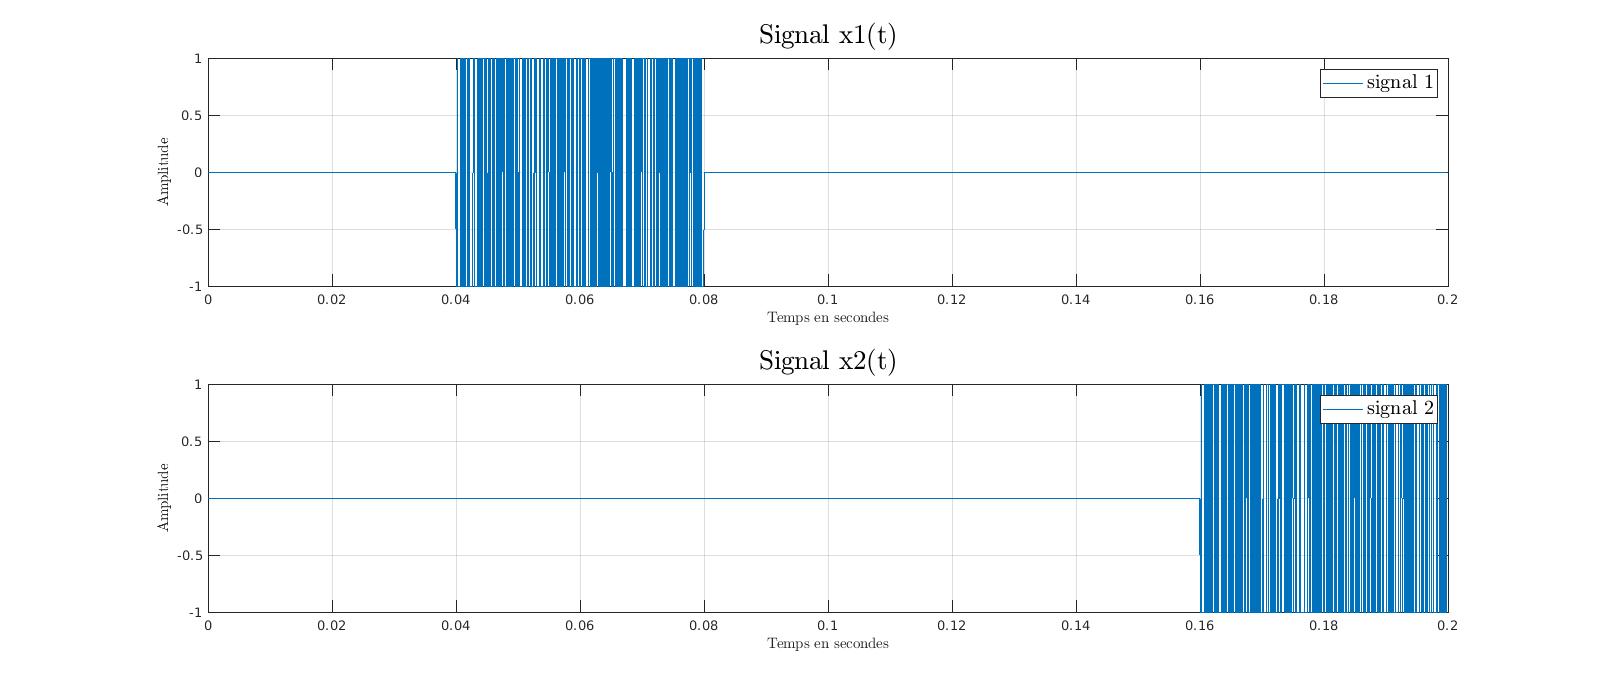 Signal x1(t)
1
0.5
0
-0.5
-1
Amplitude
signal 1
0 0.02 0.04 0.06 0.08 0.1 0.12 0.14 0.16 0.18 0.2
Temps en secondes
Signal x2(t)
1
0.5
0
-0.5
-1
Amplitude
signal 2
0 0.02 0.04 0.06 0.08 0.1 0.12 0.14 0.16 0.18 0.2
Temps en secondes